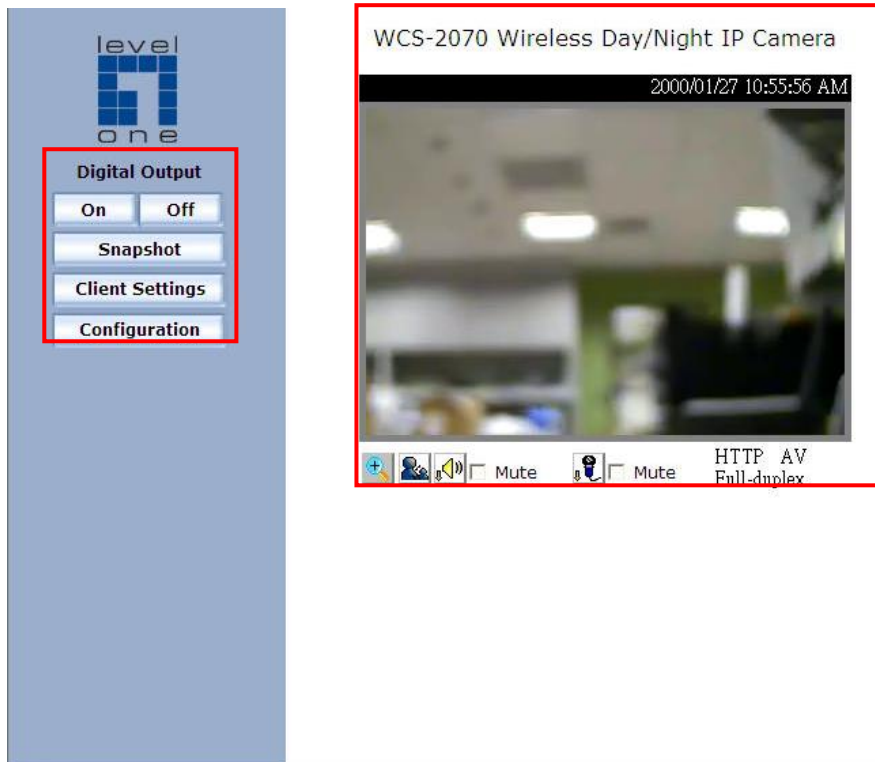 level
one
Digital Output
On Off
Snapshot
Client Settings
Configuration
WCS-2070 Wireless Day/Night IP Camera
2000/01/27 10:55:56 AM
Mute Mute HTTP AV
Full-duplex